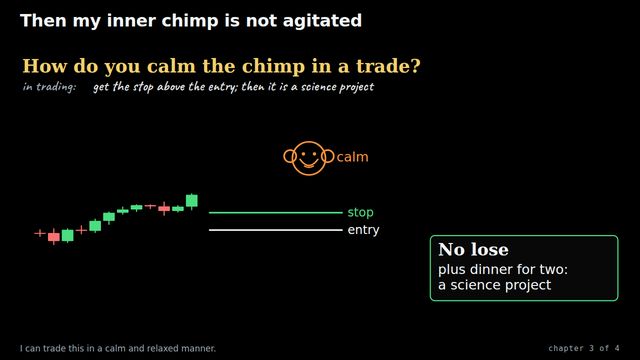 Then my inner chimp is not agitated
How do you calm the chimp in a trade?
in trading: get the stop above the entry; then it is a science project
calm
stop
entry
No lose
plus dinner for two:
a science project
I can trade this in a calm and relaxed manner.
chapter 3 of 4